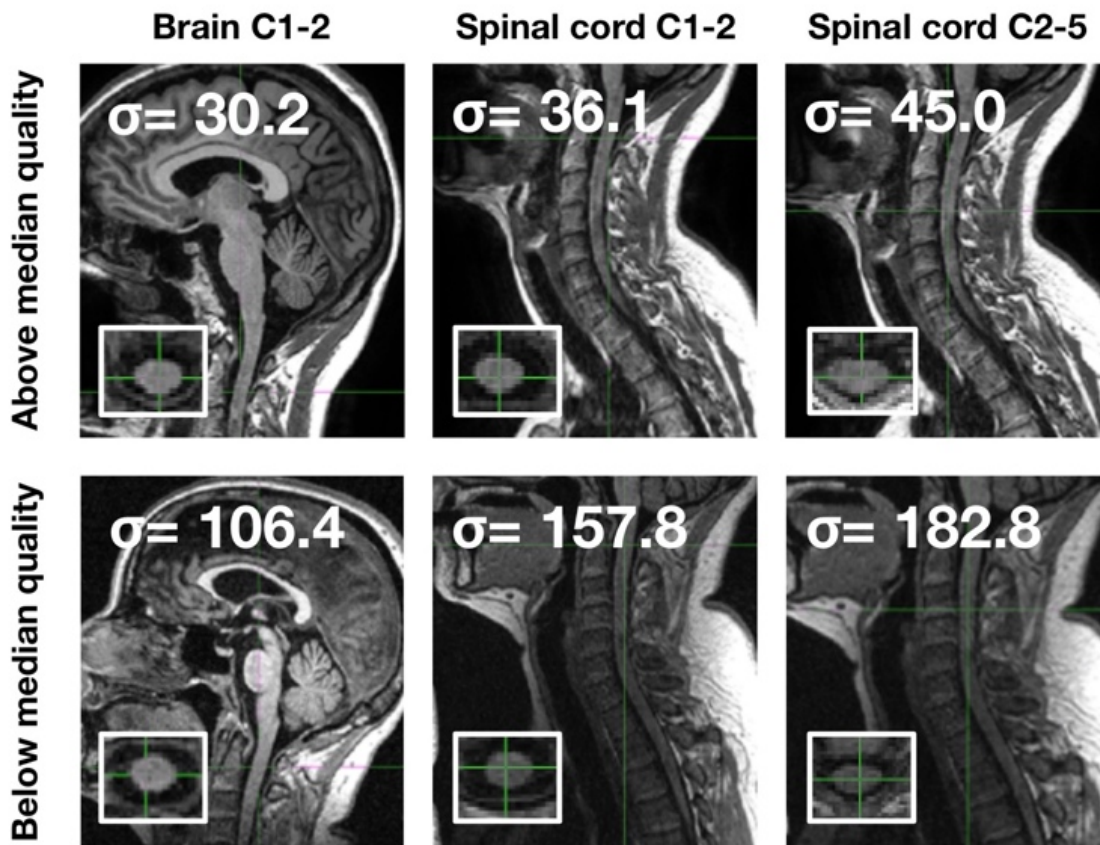 Brain C1-2
Spinal cord C1-2
Spinal cord C2-5
Above median quality
σ= 30.2
σ= 36.1
σ= 45.0
Below median quality
σ= 106.4
σ= 157.8
σ= 182.8